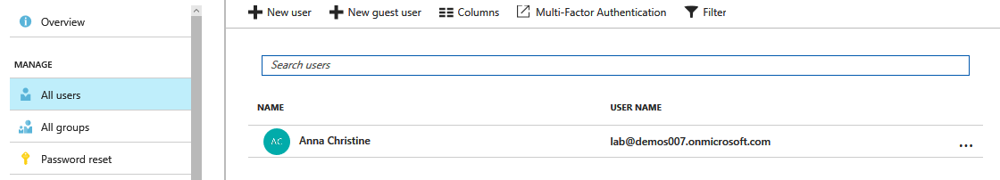 Overview
MANAGE
All users
All groups
Password reset
New user New guest user Columns Multi-Factor Authentication Filter
Search users
NAME USER NAME
AC Anna Christine lab@demos007.onmicrosoft.com ...